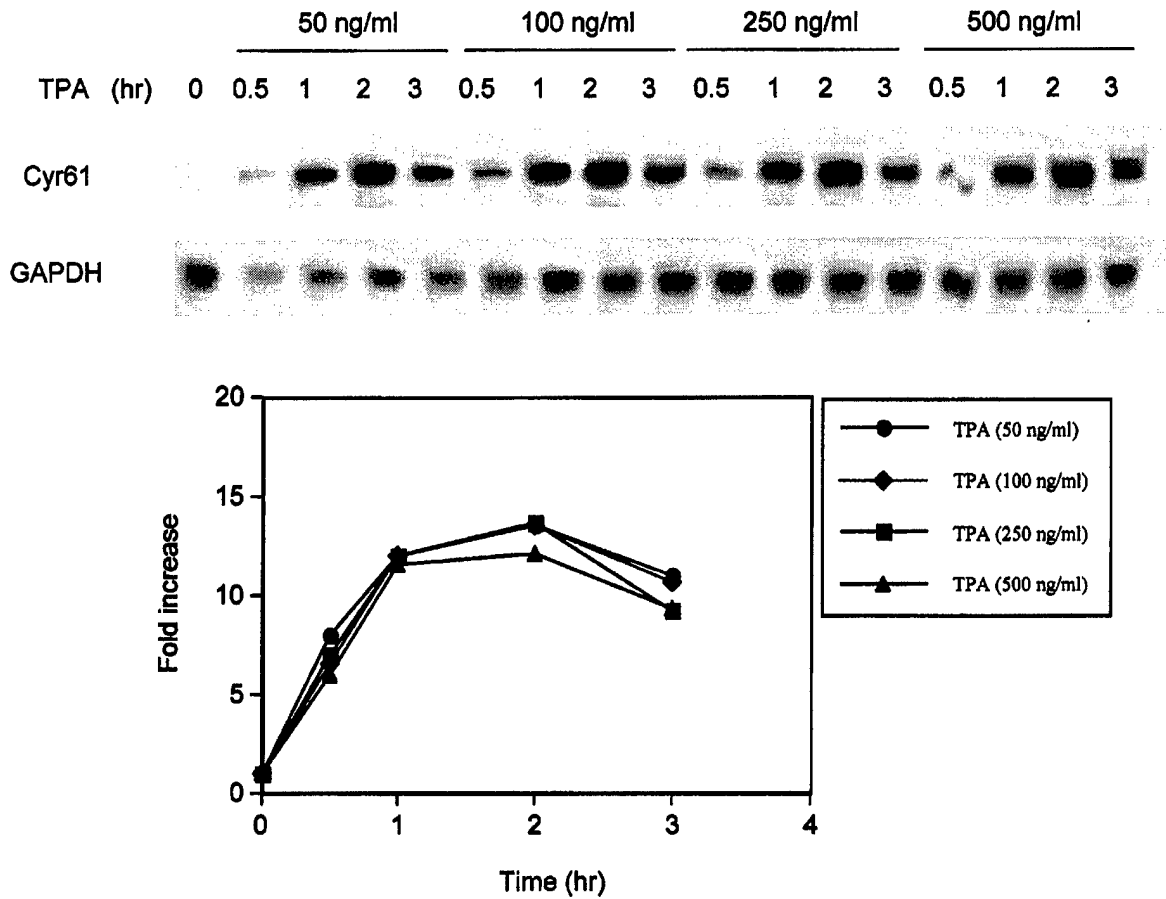 50 ng/ml 100 ng/ml 250 ng/ml 500 ng/ml
TPA (hr) 0 0.5 1 2 3 0.5 1 2 3 0.5 1 2 3 0.5 1 2 3
Cyr61
GAPDH
20
15
10
5
0
Fold increase
0 1 2 3 4
Time (hr)
TPA (50 ng/ml)
TPA (100 ng/ml)
TPA (250 ng/ml)
TPA (500 ng/ml)